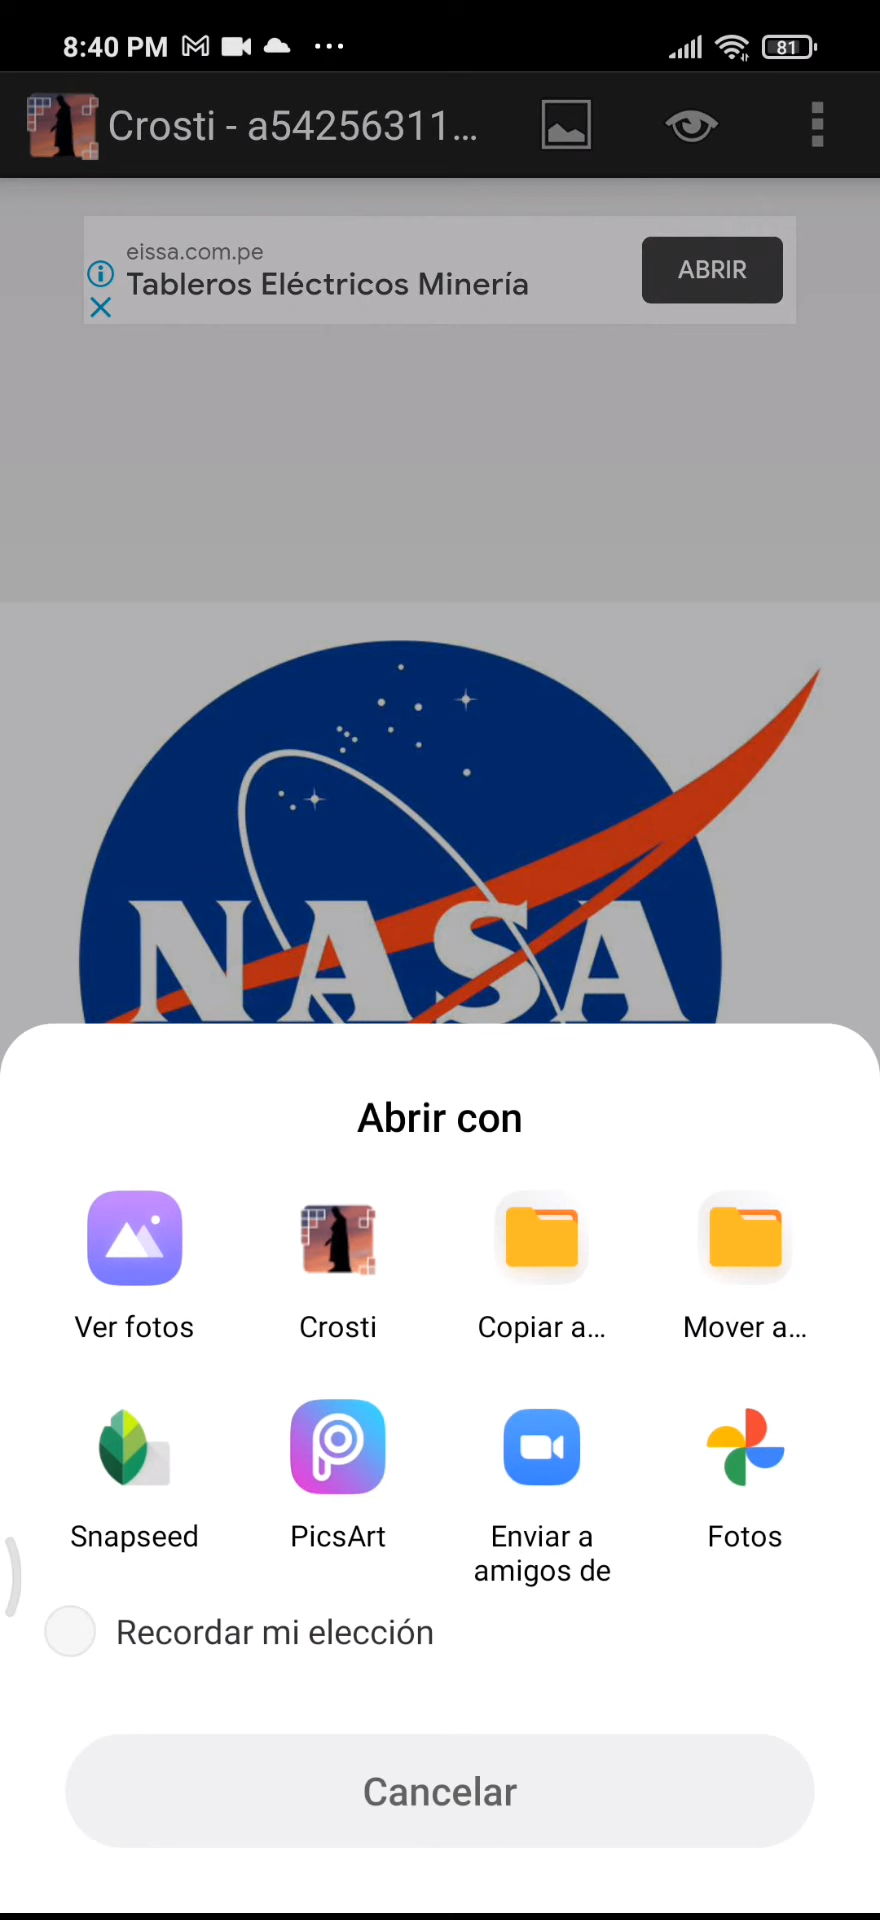 8:40 PM
81
Crosti - a54256311...
eissa.com.pe
Tableros Eléctricos Minería
ABRIR
NASA
Abrir con
Ver fotos
Crosti
Copiar a...
Mover a...
Snapseed
PicsArt
Enviar a
amigos de
Fotos
Recordar mi elección
Cancelar